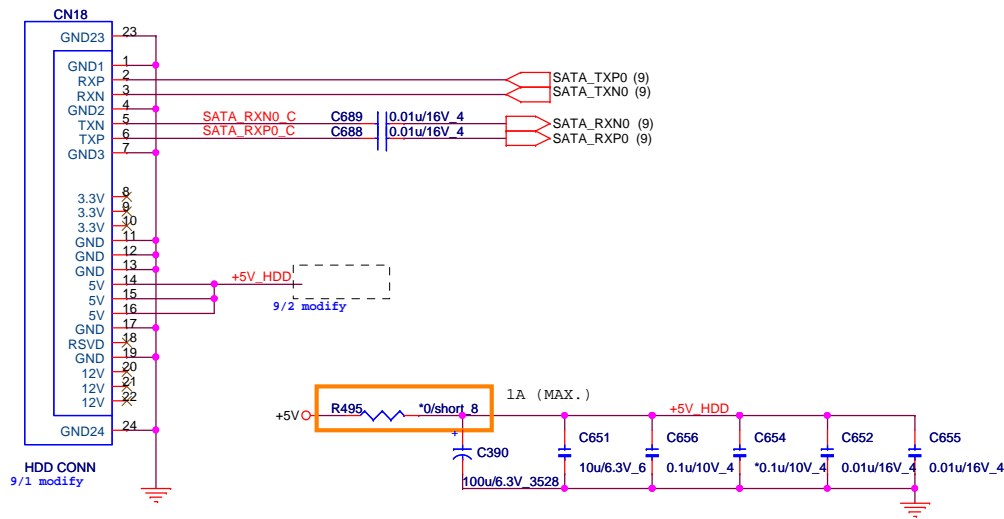 CN18
GND23 23
GND1 1
RXP 2 SATA_TXP0 (9)
RXN 3 SATA_TXN0 (9)
GND2 4
TXN 5 SATA_RXN0_C C689 0.01u/16V_4 SATA_RXN0 (9)
TXP 6 SATA_RXP0_C C688 0.01u/16V_4 SATA_RXP0 (9)
GND3 7
3.3V 8
3.3V 9
3.3V 10
GND 11
GND 12
GND 13
5V 14 +5V_HDD
5V 15
5V 16
9/2 modify
GND 17
RSVD 18
GND 19
12V 20
12V 21
12V 22
GND24 24
HDD CONN
9/1 modify
1A (MAX.)
+5V R495 *0/short_8 +5V_HDD
+
C390
100u/6.3V_3528
C651
10u/6.3V_6
C656
0.1u/10V_4
C654
*0.1u/10V_4
C652
0.01u/16V_4
C655
0.01u/16V_4